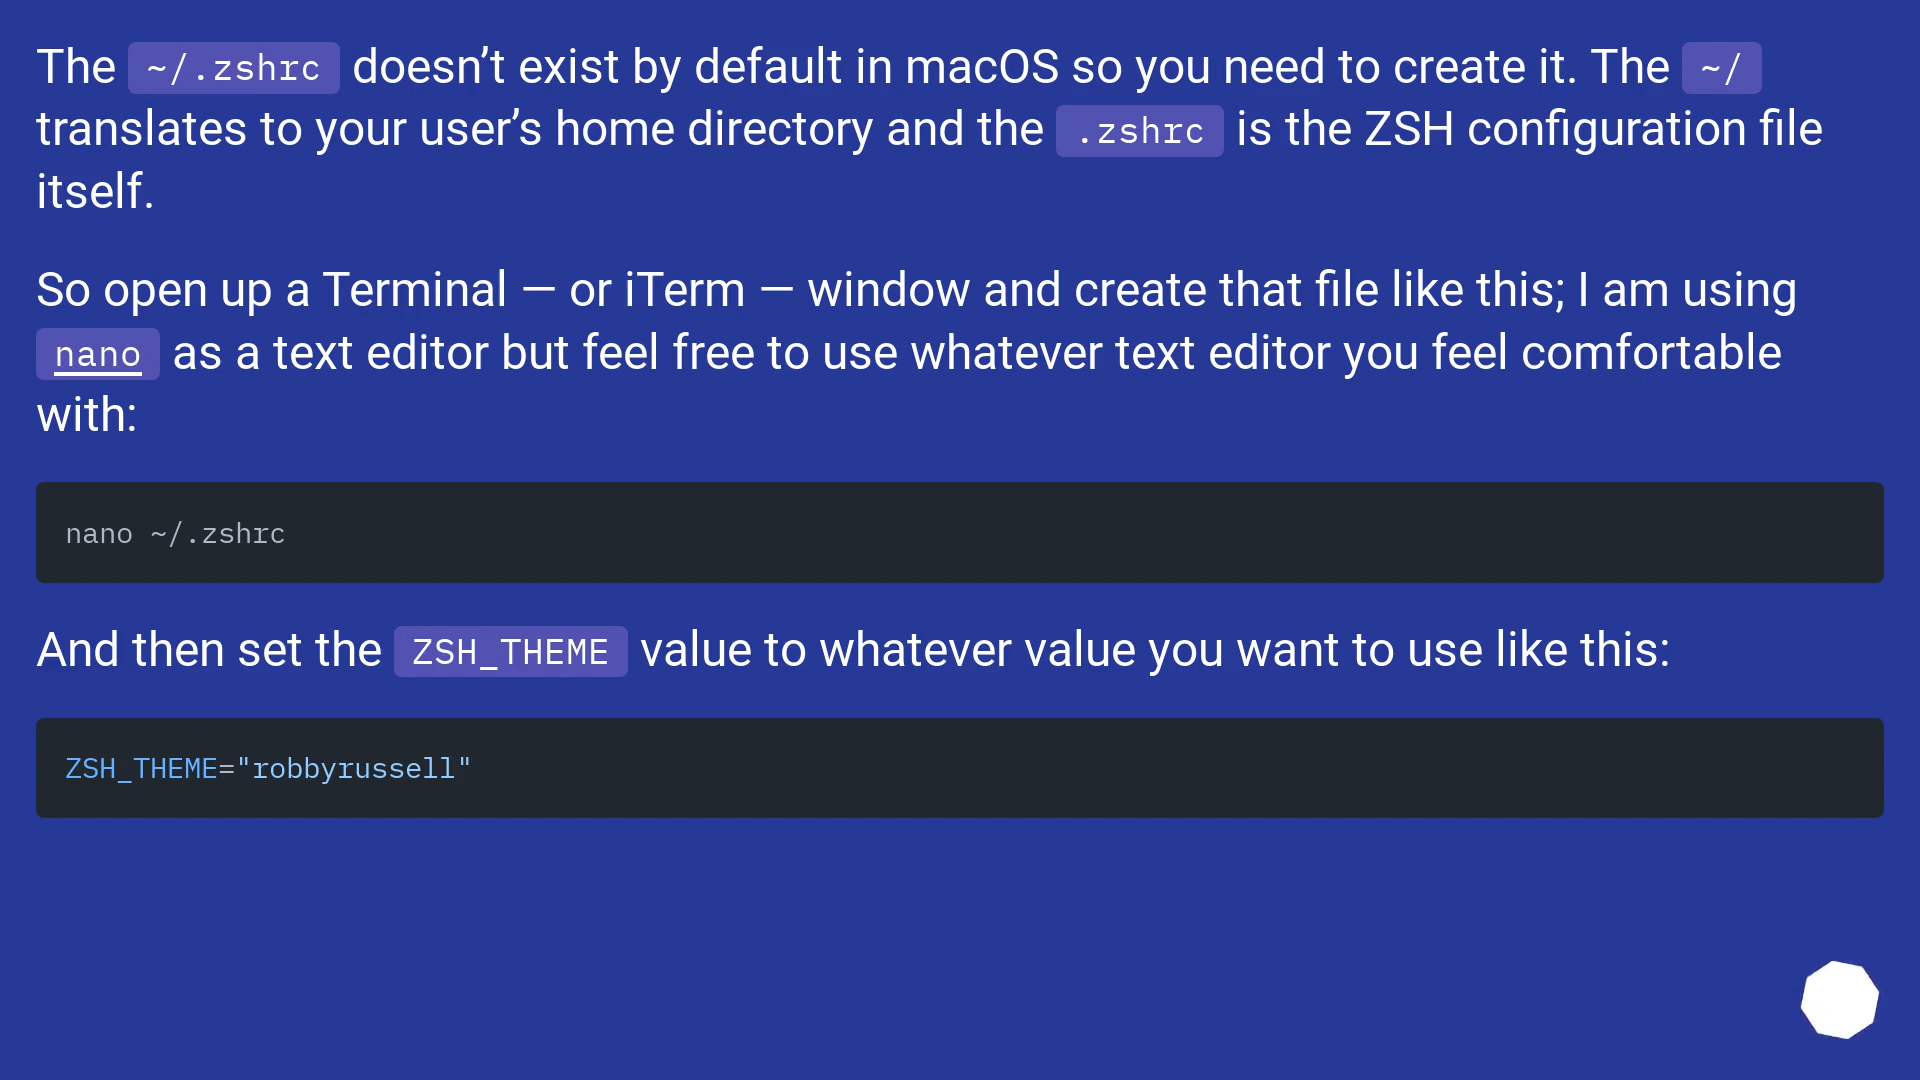 The ~/.zshrc doesn’t exist by default in macOS so you need to create it. The ~/
translates to your user’s home directory and the .zshrc is the ZSH configuration file
itself.
So open up a Terminal — or iTerm — window and create that file like this; I am using
nano as a text editor but feel free to use whatever text editor you feel comfortable
with:
nano ~/.zshrc
And then set the ZSH_THEME value to whatever value you want to use like this:
ZSH_THEME="robbyrussell"